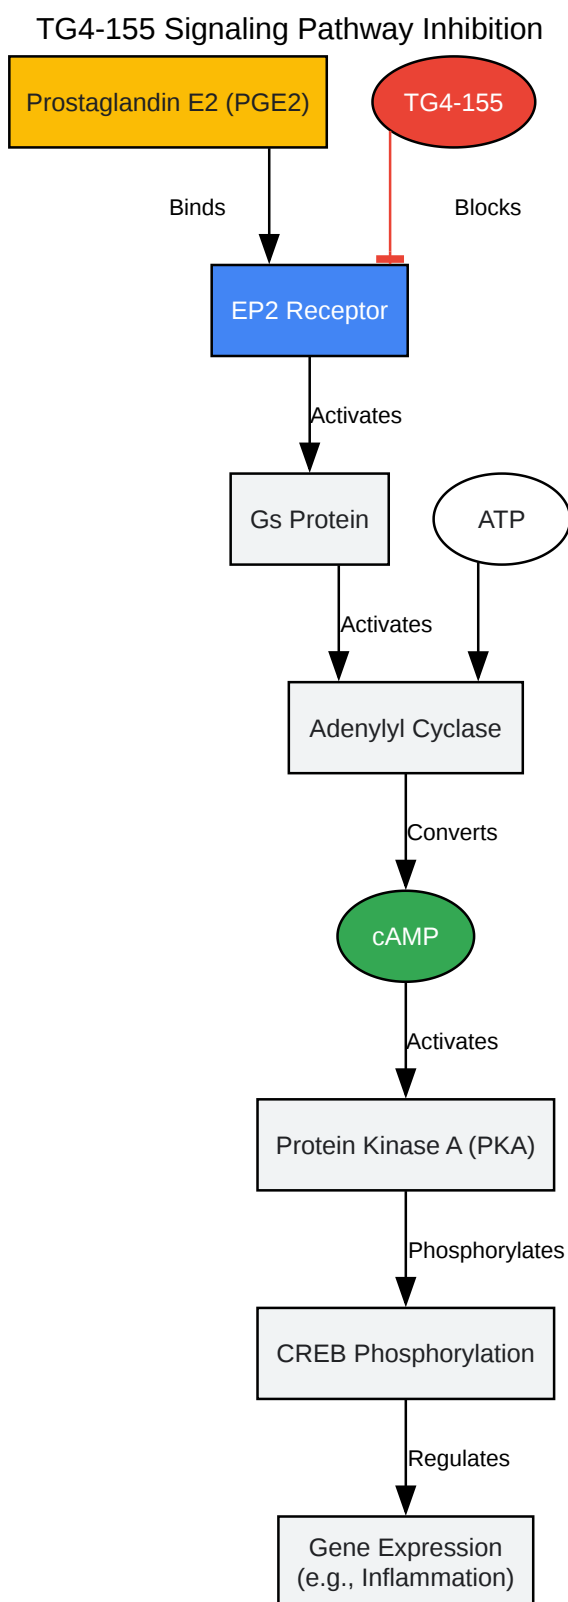 TG4-155 Signaling Pathway Inhibition
Prostaglandin E2 (PGE2)
TG4-155
Binds
Blocks
EP2 Receptor
Activates
Gs Protein
ATP
Activates
Adenylyl Cyclase
Converts
cAMP
Activates
Protein Kinase A (PKA)
Phosphorylates
CREB Phosphorylation
Regulates
Gene Expression
(e.g., Inflammation)